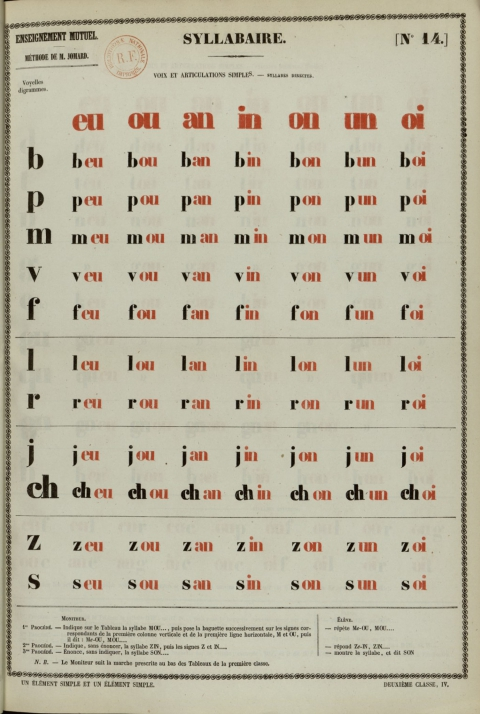 ENSEIGNEMENT MUTUEL.
MÉTHODE DE M. JOMARD.
SYLLABAIRE.
[N° 14.]
R.F.
VOIX ET ARTICULATIONS SIMPLES. — SYLLABES DIRECTES.
Voyelles
digrammes.
eu ou an in on un oi
b beu bou ban bin bon bun boi
p peu pou pan pin pon pun poi
m meu mou man min mon mun moi
v veu vou van vin von vun voi
f feu fou fan fin fon fun foi
l leu lou lan lin lon lun loi
r reu rou ran rin ron run roi
j jeu jou jan jin jon jun joi
ch cheu chou chan chin chon chun choi
z zeu zou zan zin zon zun zoi
s seu sou san sin son sun soi
MONITEUR.
1er PROCÉDÉ. — Indique sur le Tableau la syllabe MOU...., puis pose la baguette successivement sur les signes cor-
respondants de la première colonne verticale et de la première ligne horizontale, M et OU, puis
il dit : Me-OU, MOU....
2me PROCÉDÉ. — Indique, sans énoncer, la syllabe ZIN, puis les signes Z et IN....
3me PROCÉDÉ. — Énonce, sans indiquer, la syllabe SON....
ÉLÈVE.
— répète Me-OU, MOU....
— répond Ze-IN, ZIN....
— montre la syllabe, et dit SON
N. B. — Le Moniteur suit la marche prescrite au bas des Tableaux de la première classe.
UN ÉLÉMENT SIMPLE ET UN ÉLÉMENT SIMPLE.
DEUXIÈME CLASSE, IV.